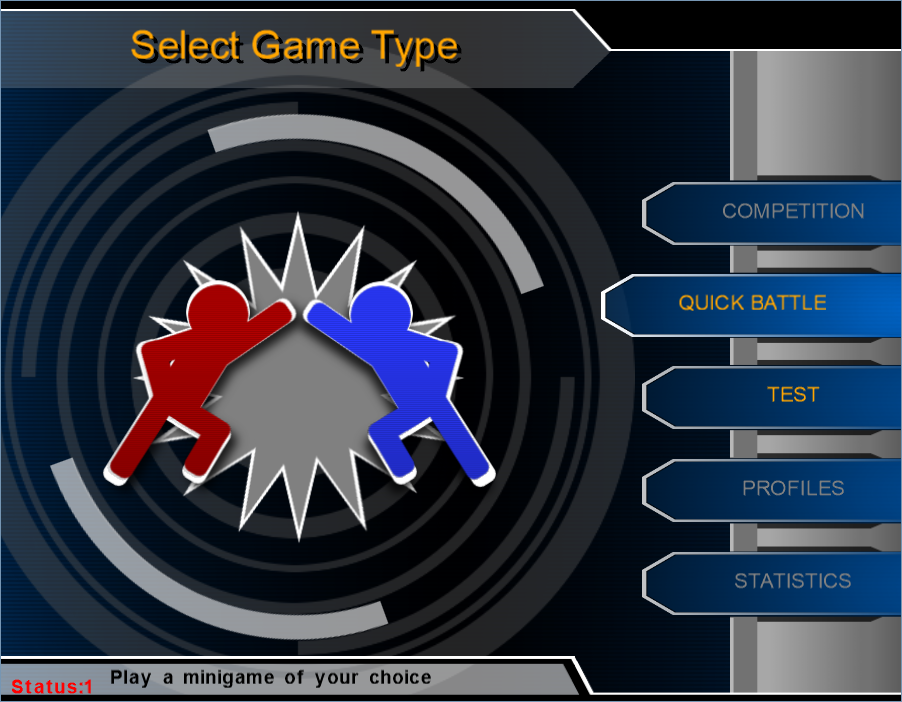 Select Game Type
COMPETITION
QUICK BATTLE
TEST
PROFILES
STATISTICS
Status:1 Play a minigame of your choice